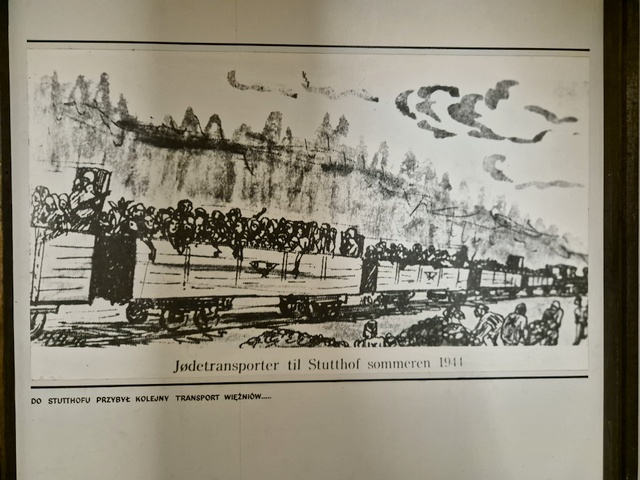 Jødetransporter til Stutthof sommeren 1944
DO STUTTHOFU PRZYBYŁ KOLEJNY TRANSPORT WIĘŹNIÓW.....